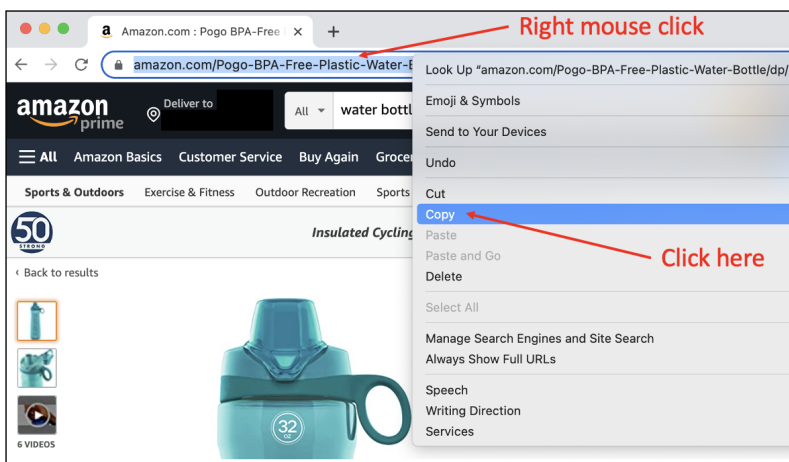 Right mouse click
a Amazon.com : Pogo BPA-Free
amazon.com/Pogo-BPA-Free-Plastic-Water-B
amazon prime
Deliver to
All water bottl
All Amazon Basics Customer Service Buy Again Grocer
Sports & Outdoors Exercise & Fitness Outdoor Recreation Sports
50
STRONG
Insulated Cycling
‹ Back to results
32
OZ
6 VIDEOS
Look Up "amazon.com/Pogo-BPA-Free-Plastic-Water-Bottle/dp/
Emoji & Symbols
Send to Your Devices
Undo
Cut
Copy
Paste
Paste and Go
Click here
Delete
Select All
Manage Search Engines and Site Search
Always Show Full URLs
Speech
Writing Direction
Services